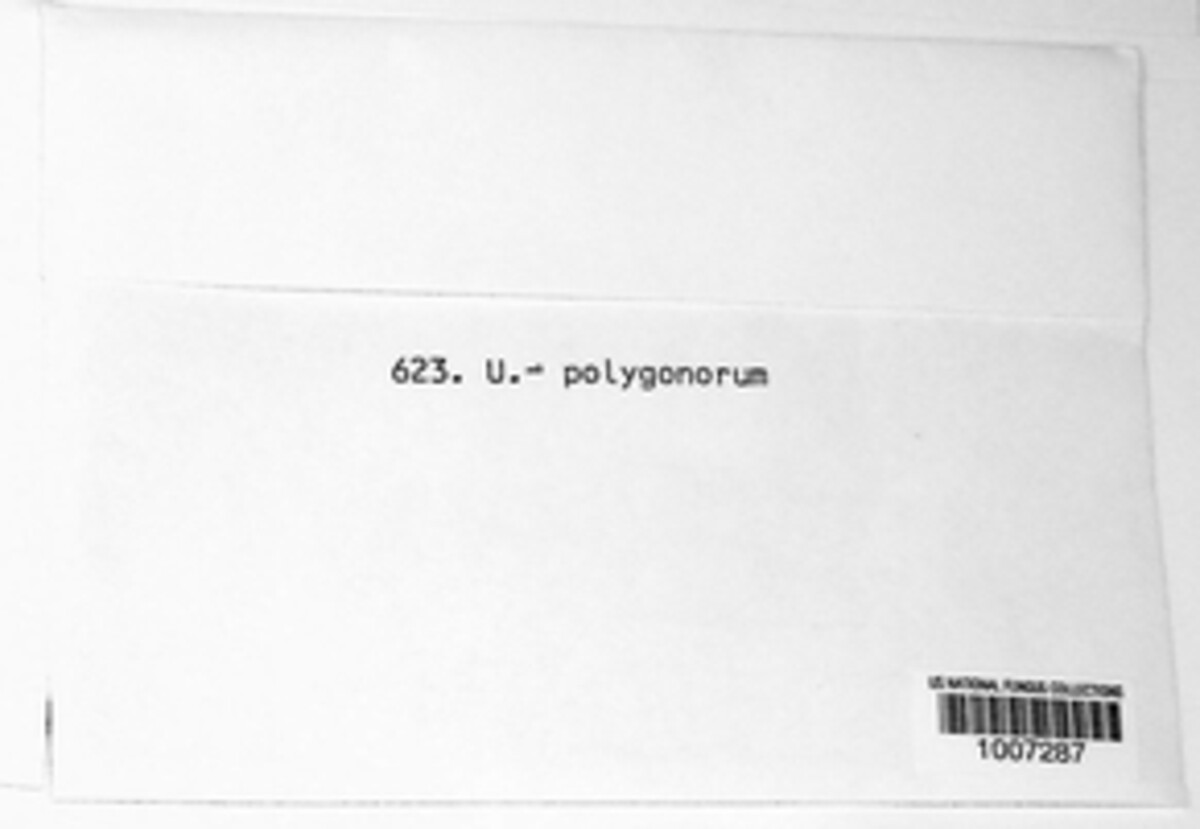 623. U.- polygonorum
US NATIONAL FUNGUS COLLECTIONS
1007287